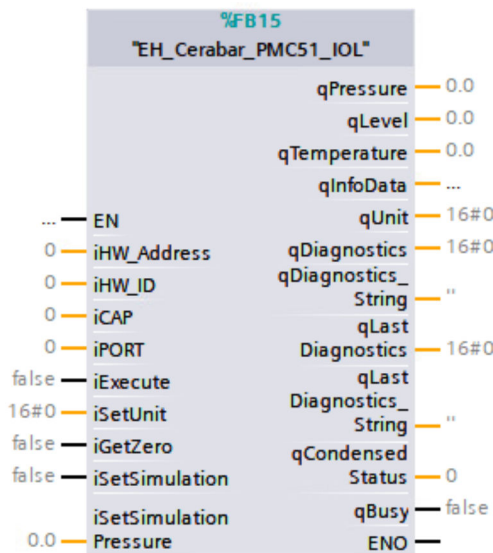 %FB15
"EH_Cerabar_PMC51_IOL"
qPressure 0.0
qLevel 0.0
qTemperature 0.0
qInfoData ...
... EN qUnit 16#0
0 iHW_Address qDiagnostics 16#0
0 iHW_ID qDiagnostics_
String ''
0 iCAP qLast
0 iPORT Diagnostics 16#0
false iExecute qLast
16#0 iSetUnit Diagnostics_
false iGetZero String ''
false iSetSimulation qCondensed
Status 0
iSetSimulation qBusy false
0.0 Pressure ENO